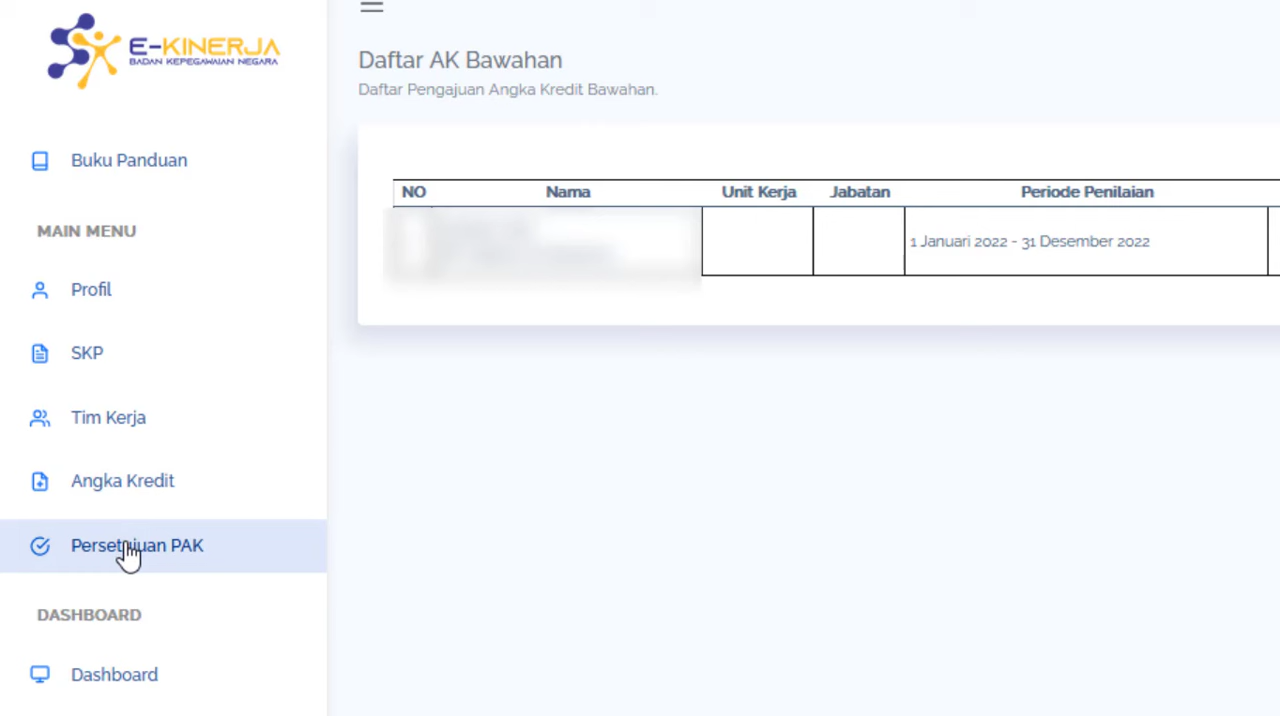 E-KINERJA
BADAN KEPEGAWAIAN NEGARA
Buku Panduan
MAIN MENU
Profil
SKP
Tim Kerja
Angka Kredit
Persetujuan PAK
DASHBOARD
Dashboard
Daftar AK Bawahan
Daftar Pengajuan Angka Kredit Bawahan.
NO Nama Unit Kerja Jabatan Periode Penilaian
1 Januari 2022 - 31 Desember 2022